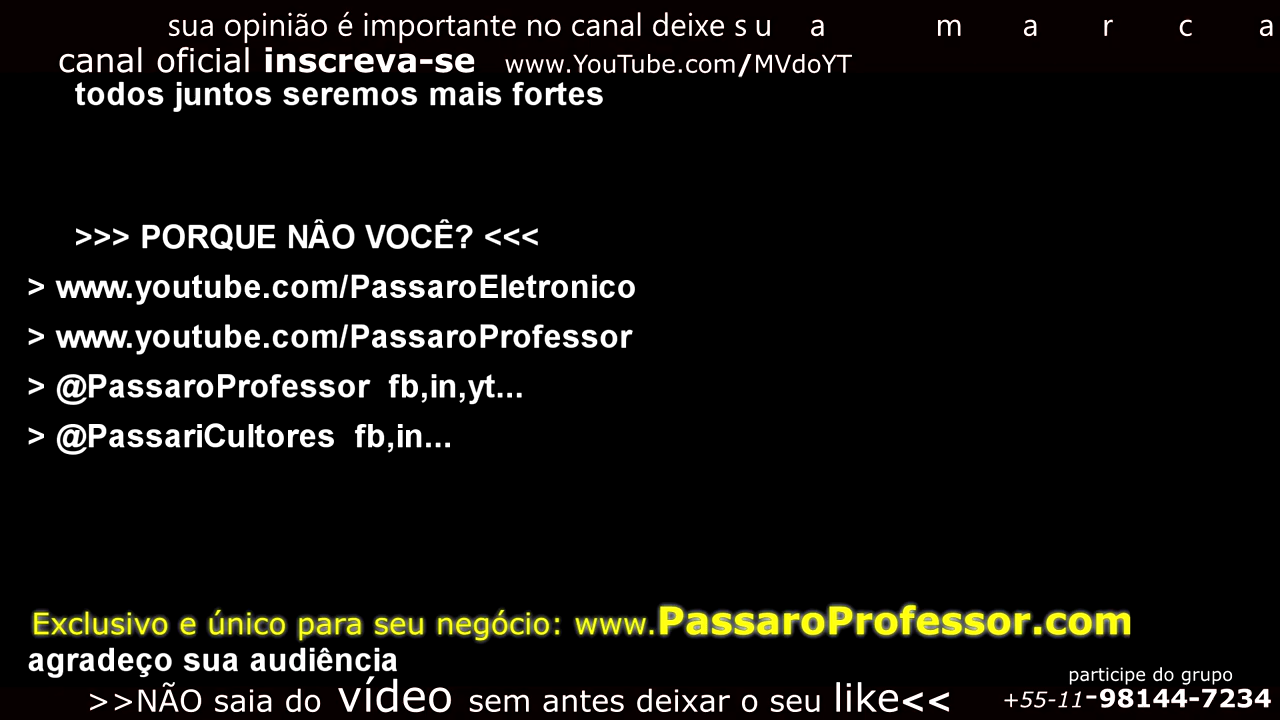 sua opinião é importante no canal deixe s u a m a r c a
canal oficial inscreva-se www.YouTube.com/MVdoYT
todos juntos seremos mais fortes
>>> PORQUE NÂO VOCÊ? <<<
> www.youtube.com/PassaroEletronico
> www.youtube.com/PassaroProfessor
> @PassaroProfessor fb,in,yt...
> @PassariCultores fb,in...
Exclusivo e único para seu negócio: www.PassaroProfessor.com
agradeço sua audiência
participe do grupo
>>NÃO saia do vídeo sem antes deixar o seu like<<
+55-11-98144-7234